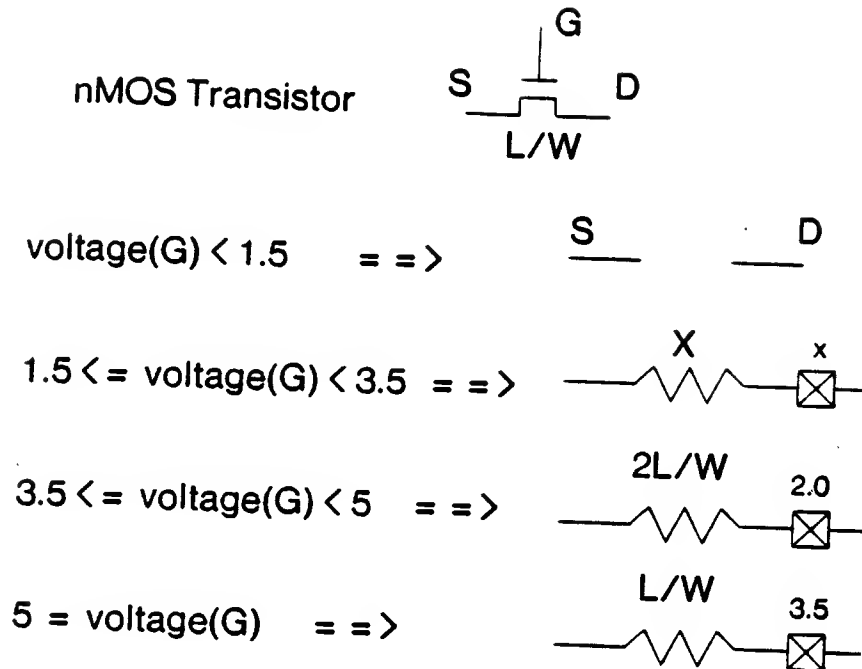 G
nMOS Transistor S D
L/W
voltage(G) < 1.5 = = > S D
X x
1.5 < = voltage(G) < 3.5 = = >
2L/W 2.0
3.5 < = voltage(G) < 5 = = >
L/W 3.5
5 = voltage(G) = = >